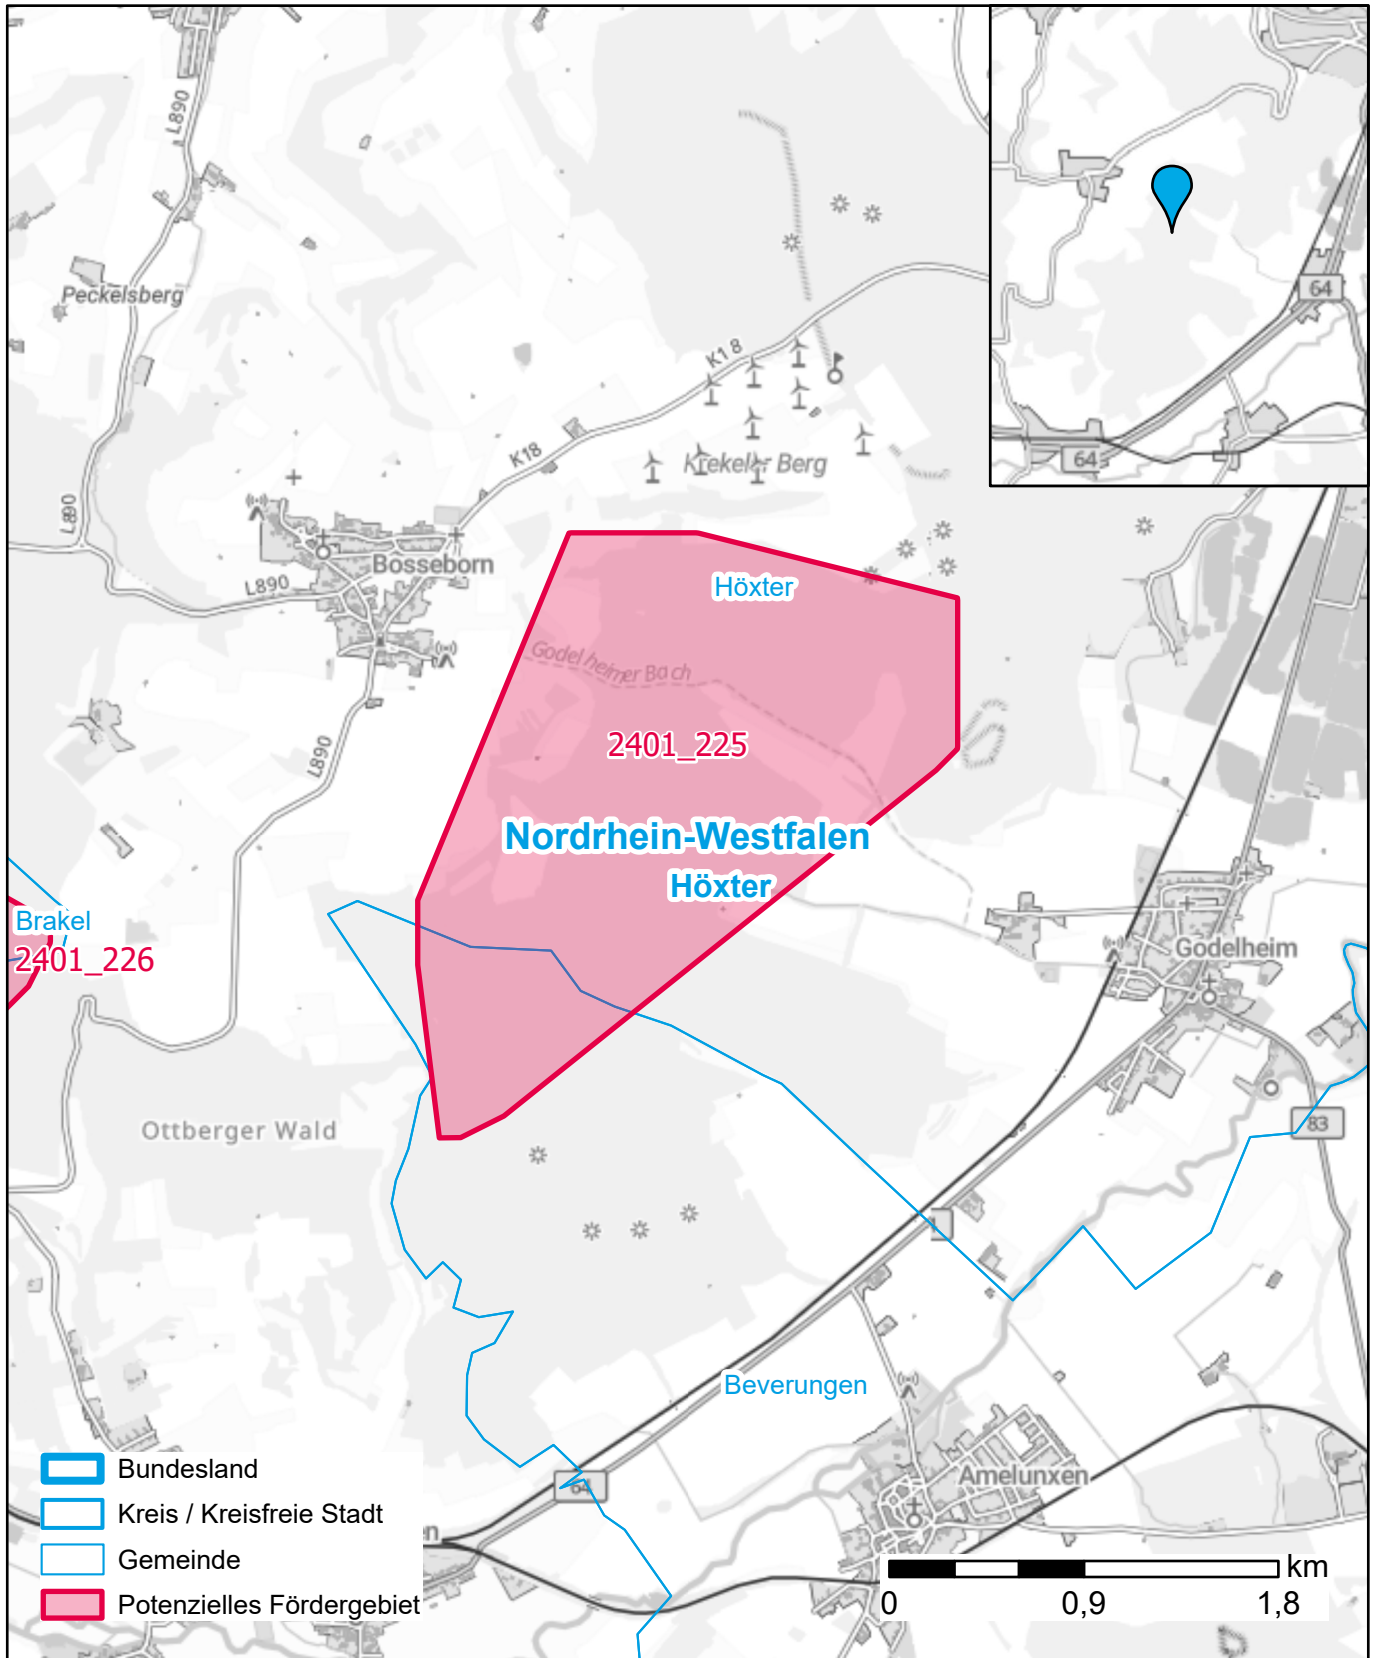 L890
64
64
Peckelsberg
K18
K18
Krekeler Berg
L890
Bosseborn
L890
Höxter
Godelheimer Bach
L890
2401_225
Nordrhein-Westfalen
Höxter
Brakel
2401_226
Godelheim
83
Ottberger Wald
Beverungen
64
Amelunxen
en
Bundesland
Kreis / Kreisfreie Stadt
Gemeinde
Potenzielles Fördergebiet
km
0 0,9 1,8